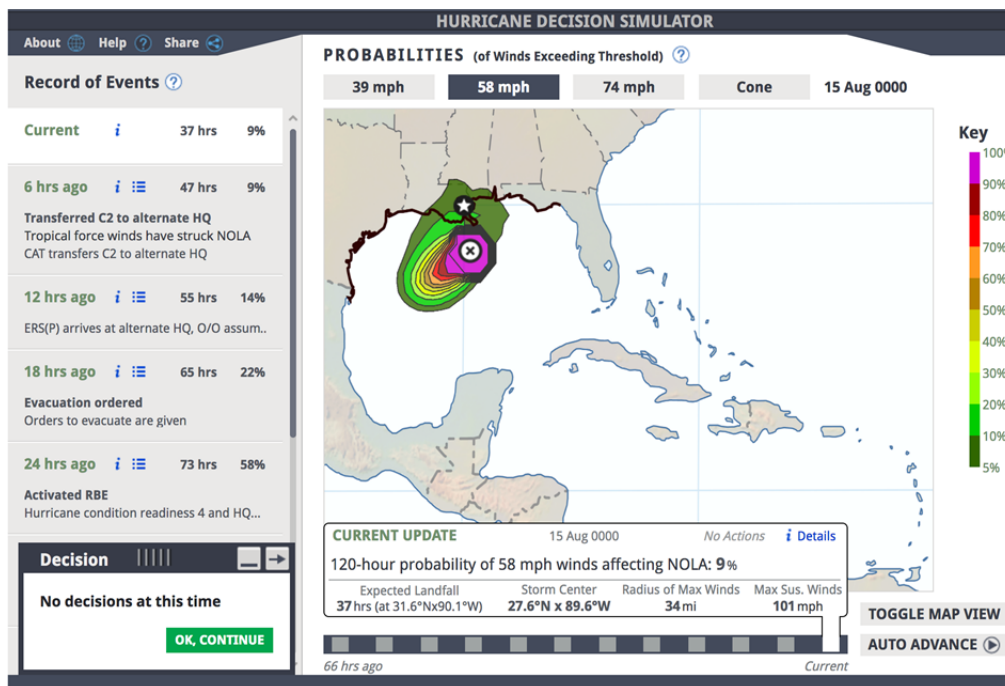 HURRICANE DECISION SIMULATOR
About Help ? Share
Record of Events ?
Current i 37 hrs 9%
6 hrs ago i 47 hrs 9%
Transferred C2 to alternate HQ
Tropical force winds have struck NOLA
CAT transfers C2 to alternate HQ
12 hrs ago i 55 hrs 14%
ERS(P) arrives at alternate HQ, O/O assum..
18 hrs ago i 65 hrs 22%
Evacuation ordered
Orders to evacuate are given
24 hrs ago i 73 hrs 58%
Activated RBE
Hurricane condition readiness 4 and HQ...
Decision
No decisions at this time
OK, CONTINUE
PROBABILITIES (of Winds Exceeding Threshold) ?
39 mph 58 mph 74 mph Cone 15 Aug 0000
Key
100%
90%
80%
70%
60%
50%
40%
30%
20%
10%
5%
CURRENT UPDATE 15 Aug 0000 No Actions i Details
120-hour probability of 58 mph winds affecting NOLA: 9%
Expected Landfall Storm Center Radius of Max Winds Max Sus. Winds
37 hrs (at 31.6°Nx90.1°W) 27.6°N x 89.6°W 34 mi 101 mph
66 hrs ago Current
TOGGLE MAP VIEW
AUTO ADVANCE